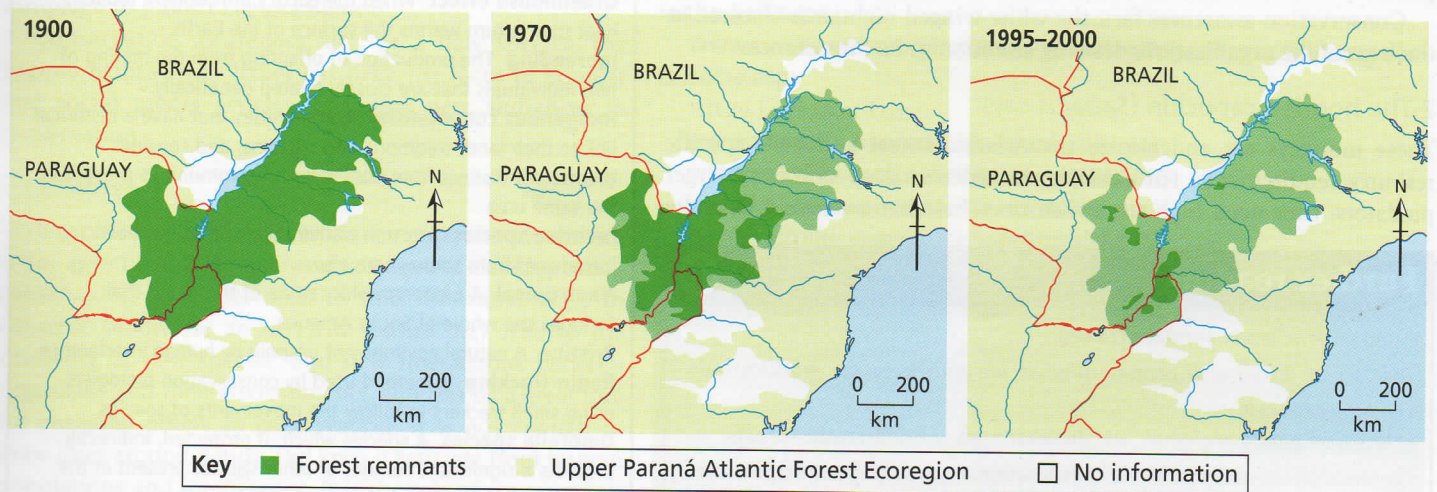 1900
BRAZIL
PARAGUAY
N
0 200
km
1970
BRAZIL
PARAGUAY
N
0 200
km
1995–2000
BRAZIL
PARAGUAY
N
0 200
km
Key Forest remnants Upper Paraná Atlantic Forest Ecoregion No information